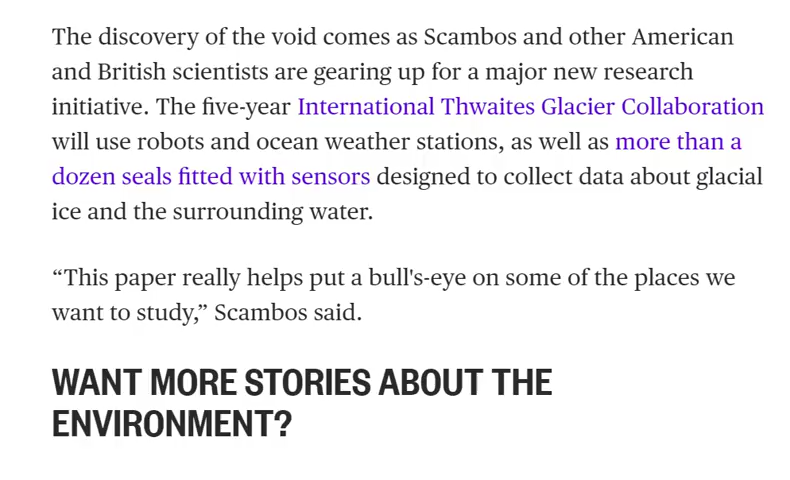 The discovery of the void comes as Scambos and other American
and British scientists are gearing up for a major new research
initiative. The five-year International Thwaites Glacier Collaboration
will use robots and ocean weather stations, as well as more than a
dozen seals fitted with sensors designed to collect data about glacial
ice and the surrounding water.
“This paper really helps put a bull's-eye on some of the places we
want to study,” Scambos said.
WANT MORE STORIES ABOUT THE
ENVIRONMENT?